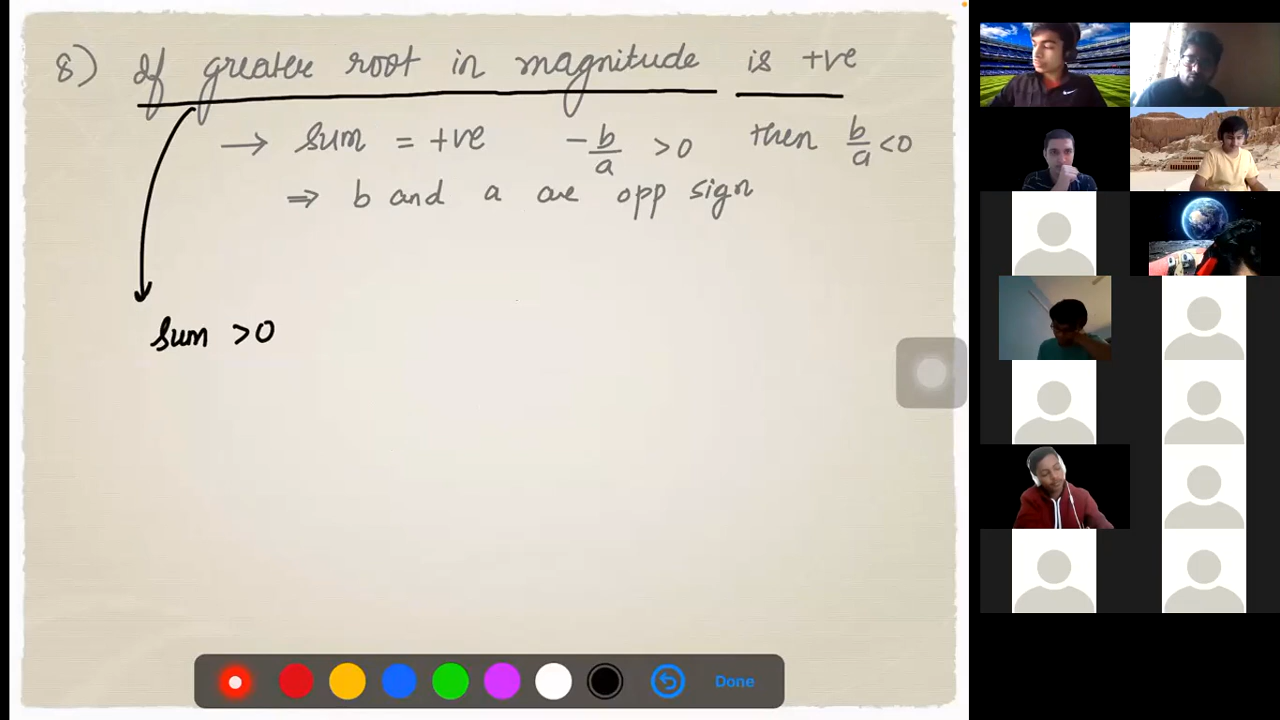 8) If greater root in magnitude is +ve
→ sum = +ve -b/a >0 then b/a <0
⇒ b and a are opp sign
sum >0
Done